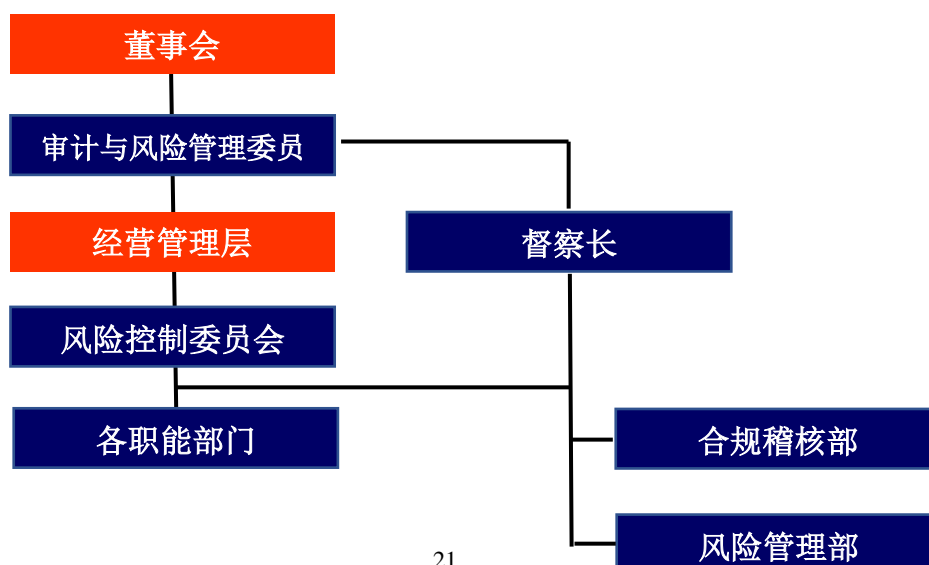 董事会
审计与风险管理委员
经营管理层
督察长
风险控制委员会
各职能部门
合规稽核部
风险管理部
21